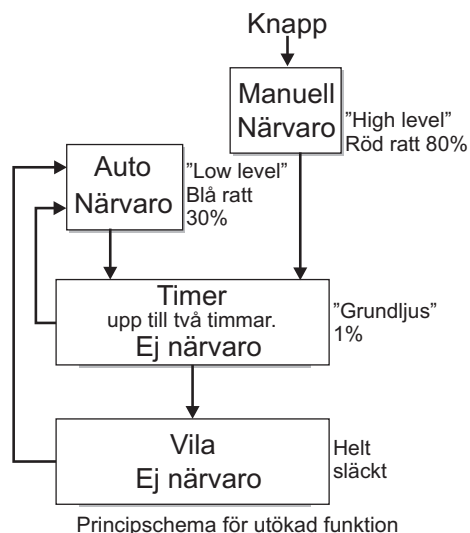 Knapp
Manuell
Närvaro
"High level"
Röd ratt 80%
Auto
Närvaro
"Low level"
Blå ratt
30%
Timer
upp till två timmar.
Ej närvaro
"Grundljus"
1%
Vila
Ej närvaro
Helt
släckt
Principschema för utökad funktion